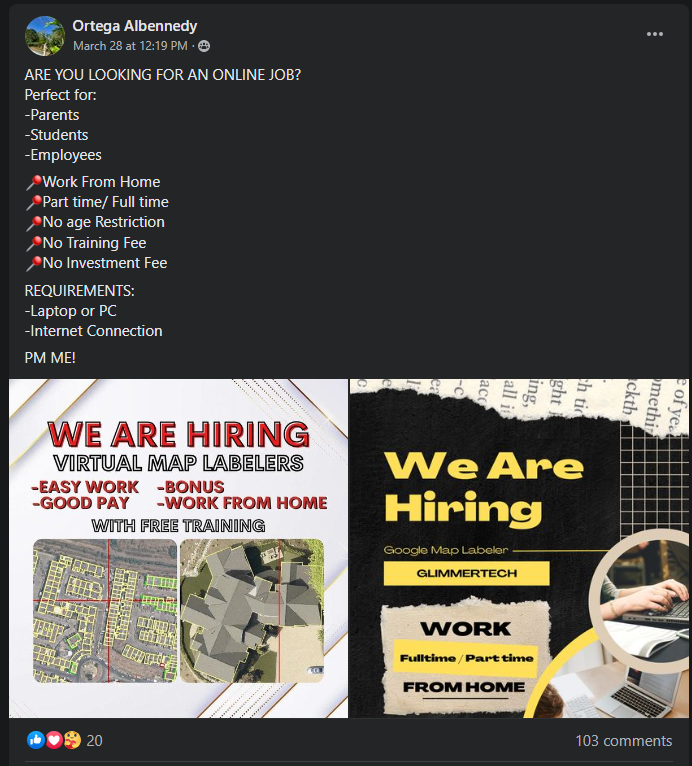 Ortega Albennedy
March 28 at 12:19 PM ·
ARE YOU LOOKING FOR AN ONLINE JOB?
Perfect for:
-Parents
-Students
-Employees
📍Work From Home
📍Part time/ Full time
📍No age Restriction
📍No Training Fee
📍No Investment Fee
REQUIREMENTS:
-Laptop or PC
-Internet Connection
PM ME!
WE ARE HIRING
VIRTUAL MAP LABELERS
-EASY WORK -BONUS
-GOOD PAY -WORK FROM HOME
WITH FREE TRAINING
We Are
Hiring
Google Map Labeler
GLIMMERTECH
WORK
Fulltime / Part time
FROM HOME
20
103 comments